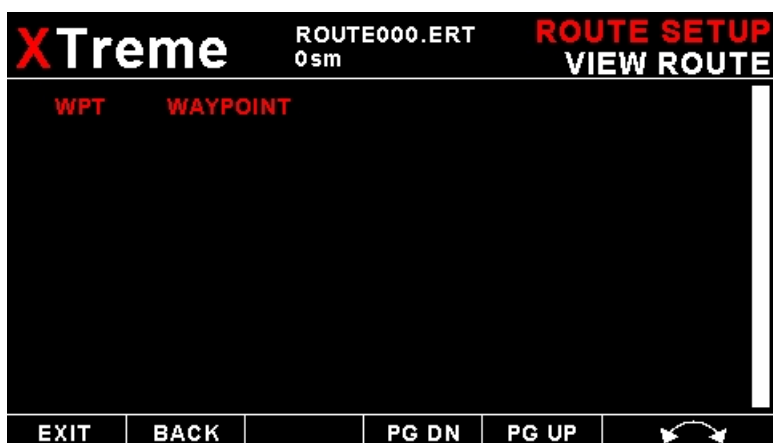 XTreme
ROUTE000.ERT
0sm
ROUTE SETUP
VIEW ROUTE
WPT WAYPOINT
EXIT BACK PG DN PG UP